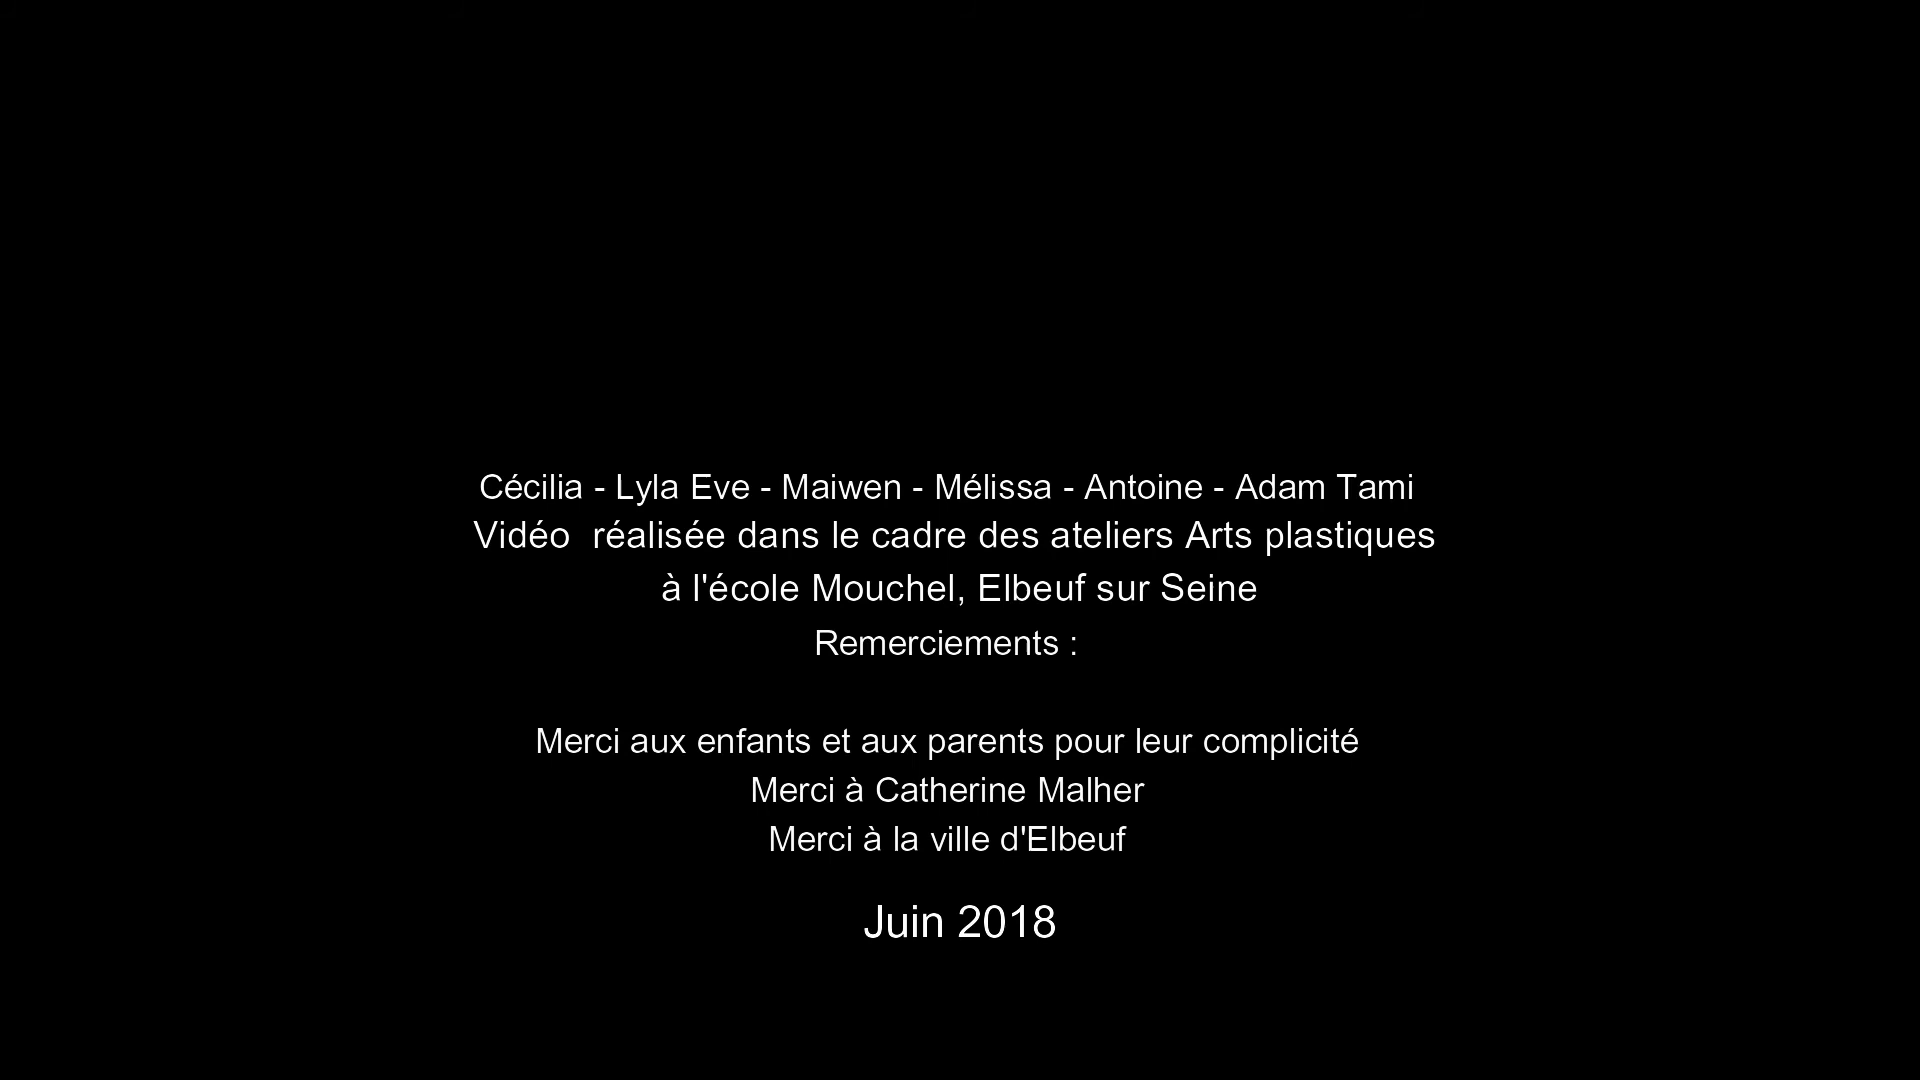 Cécilia - Lyla Eve - Maiwen - Mélissa - Antoine - Adam Tami
Vidéo  réalisée dans le cadre des ateliers Arts plastiques
à l'école Mouchel, Elbeuf sur Seine
Remerciements :
Merci aux enfants et aux parents pour leur complicité
Merci à Catherine Malher
Merci à la ville d'Elbeuf
Juin 2018